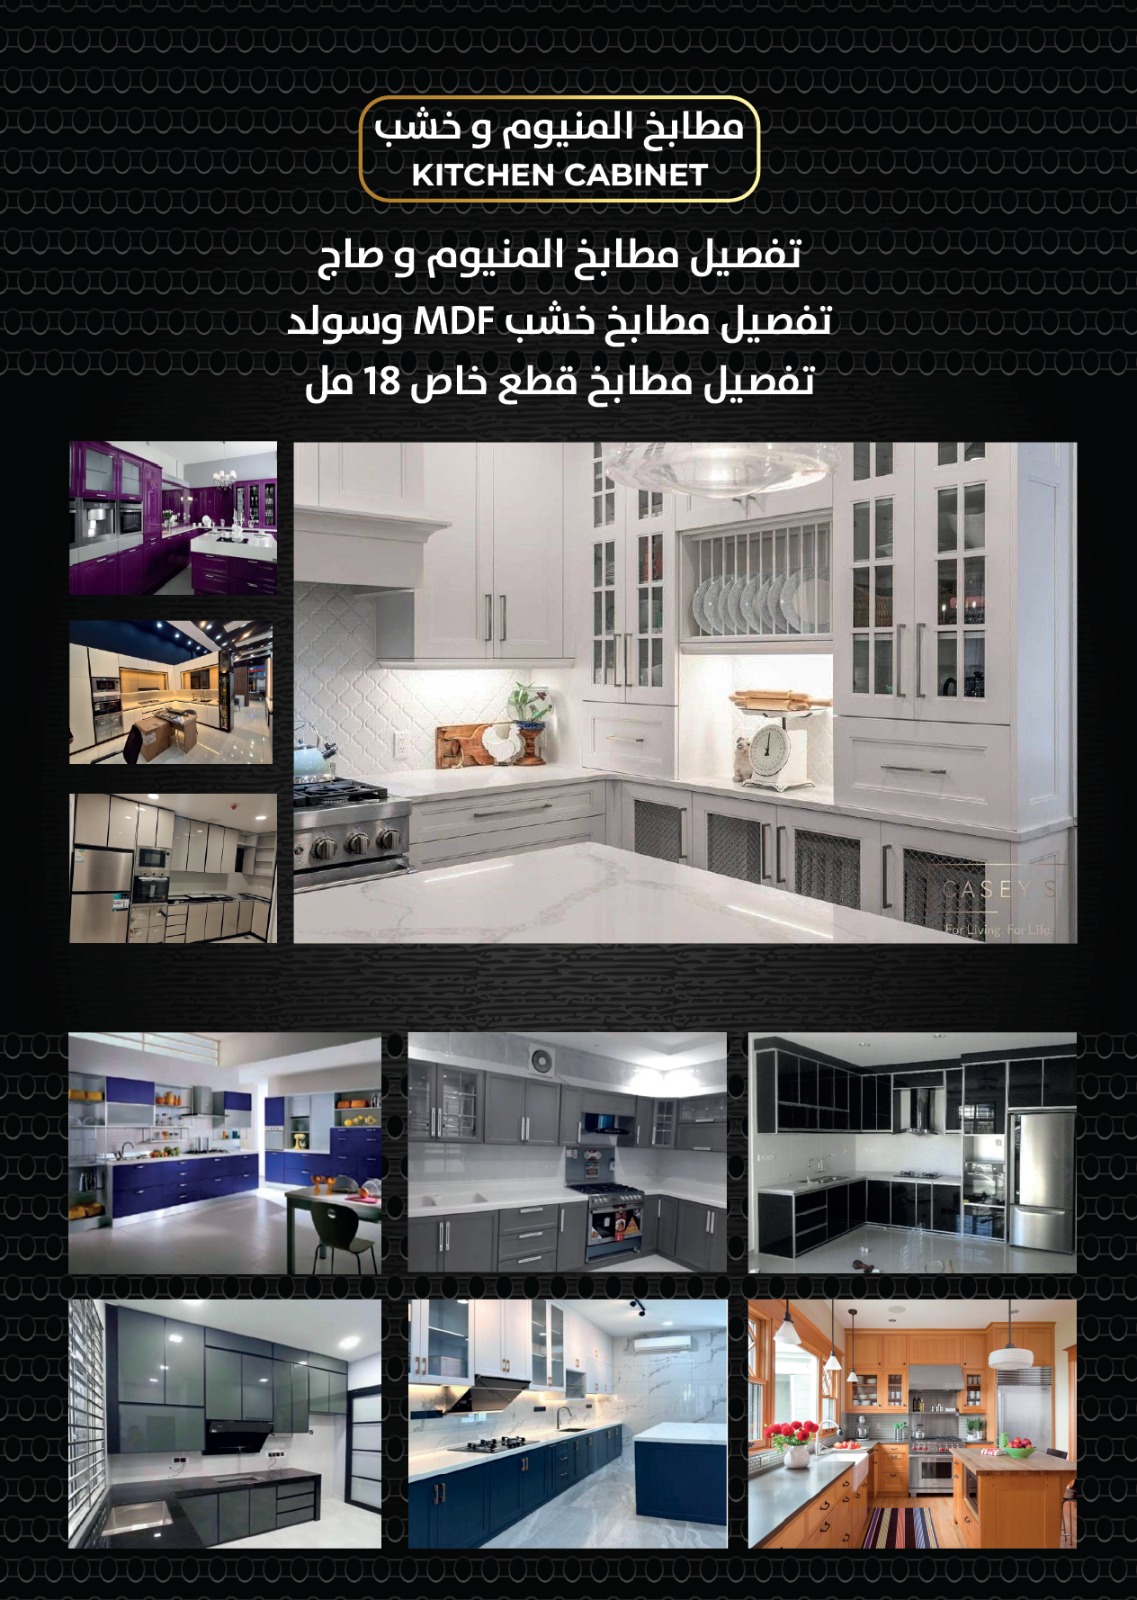 مطابخ المنيوم و خشب
KITCHEN CABINET
تفصيل مطابخ المنيوم و صاج
تفصيل مطابخ خشب MDF وسولد
تفصيل مطابخ قطع خاص 18 مل
CASEY'S
For Living. For Life.